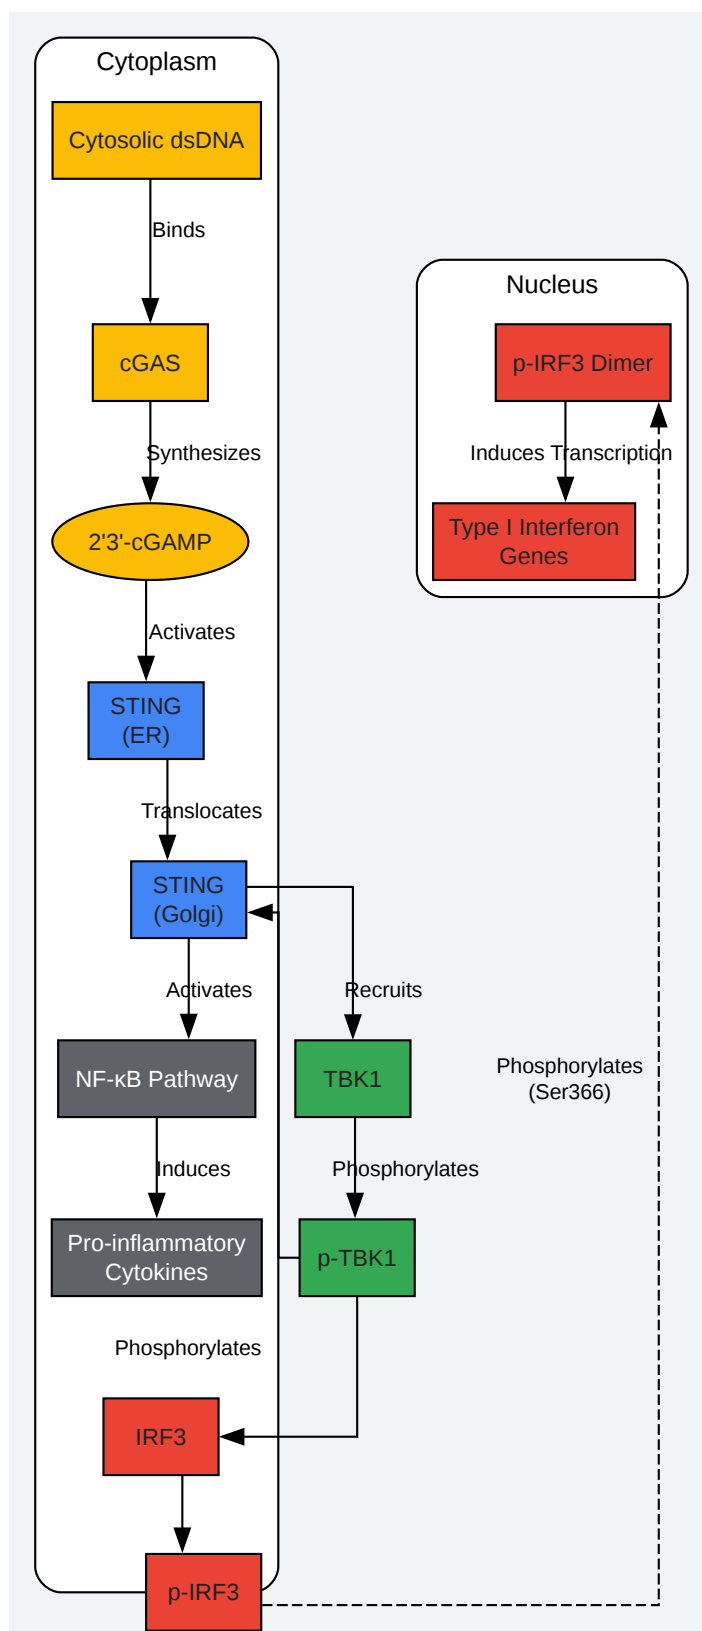 Cytoplasm
Cytosolic dsDNA
Binds
Nucleus
cGAS
p-IRF3 Dimer
Synthesizes
Induces Transcription
2'3'-cGAMP
Type I Interferon
Genes
Activates
STING
(ER)
Translocates
STING
(Golgi)
Activates
Recruits
NF-κB Pathway
TBK1
Phosphorylates
(Ser366)
Induces
Phosphorylates
Pro-inflammatory
Cytokines
p-TBK1
Phosphorylates
IRF3
p-IRF3